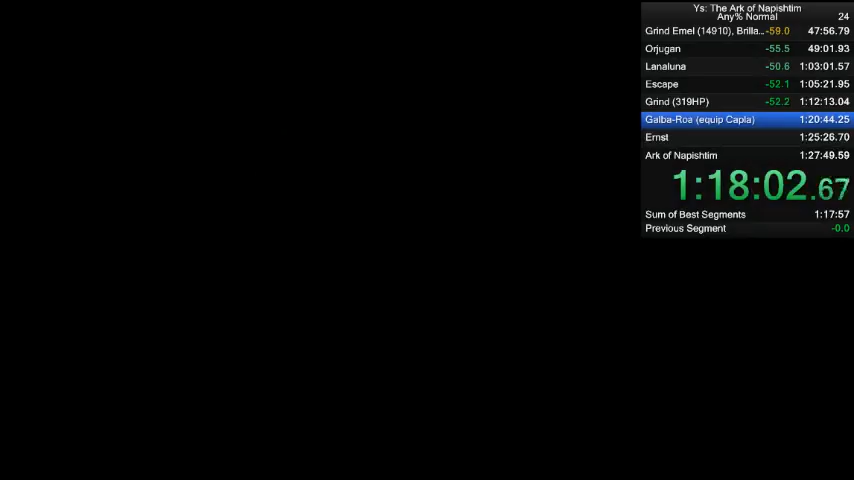 Ys: The Ark of Napishtim
Any% Normal 24
Grind Emel (14910), Brilla... -59.0 47:56.79
Orjugan -55.5 49:01.93
Lanaluna -50.6 1:03:01.57
Escape -52.1 1:05:21.95
Grind (319HP) -52.2 1:12:13.04
Galba-Roa (equip Capla) 1:20:44.25
Ernst 1:25:26.70
Ark of Napishtim 1:27:49.59
1:18:02.67
Sum of Best Segments 1:17:57
Previous Segment -0.0